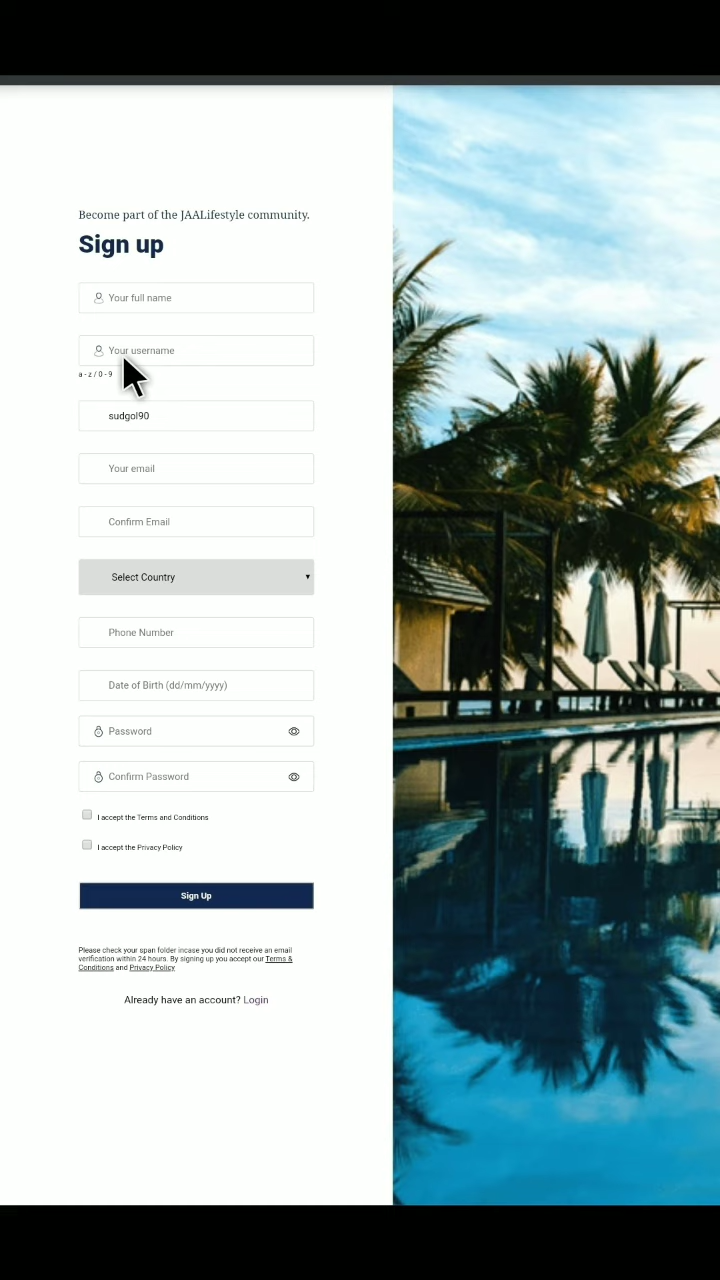 Become part of the JAALifestyle community.
Sign up
Your full name
Your username
a - z / 0 - 9
sudgol90
Your email
Confirm Email
Select Country
Phone Number
Date of Birth (dd/mm/yyyy)
Password
Confirm Password
I accept the Terms and Conditions
I accept the Privacy Policy
Sign Up
Please check your span folder incase you did not receive an email
verification within 24 hours. By signing up you accept our Terms &
Conditions and Privacy Policy
Already have an account? Login